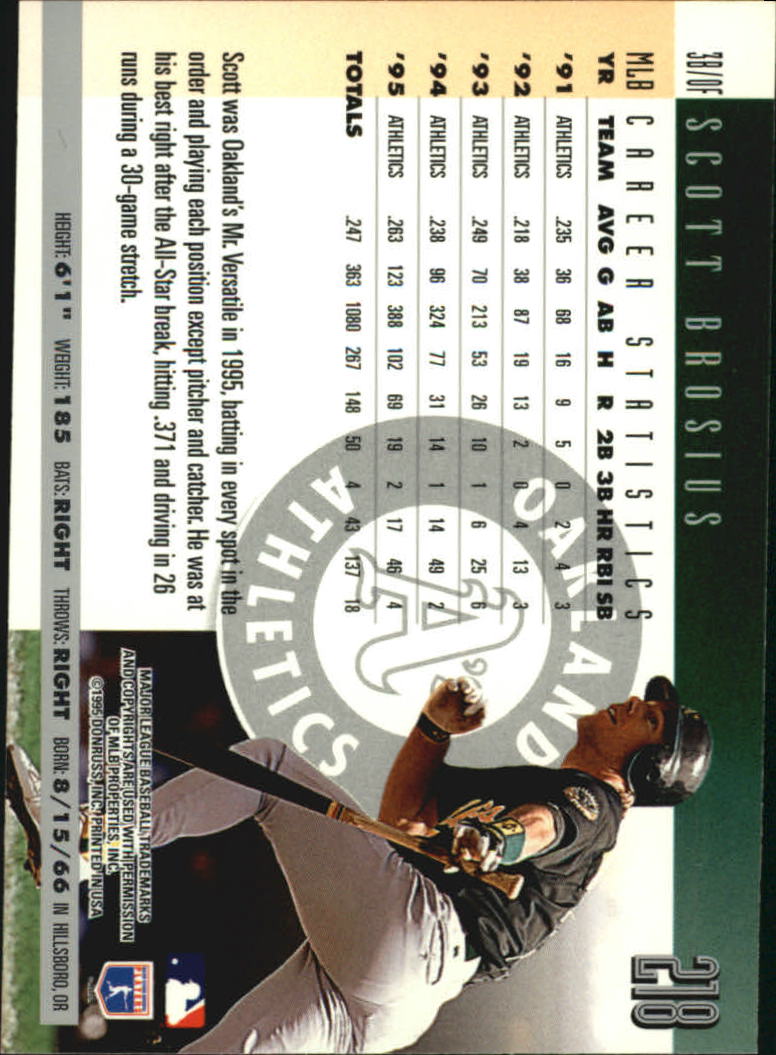 3B/OF SCOTT BROSIUS 218
MLB CAREER STATISTICS
YR TEAM AVG G AB H R 2B 3B HR RBI SB
'91 ATHLETICS .235 36 68 16 9 5 0 2 4 3
'92 ATHLETICS .218 38 87 19 13 2 0 4 13 3
'93 ATHLETICS .249 70 213 53 26 10 1 6 25 6
'94 ATHLETICS .238 96 324 77 31 14 1 14 49 2
'95 ATHLETICS .263 123 388 102 69 19 2 17 46 4
TOTALS .247 363 1080 267 148 50 4 43 137 18
OAKLAND
A's
ATHLETICS
Scott was Oakland's Mr. Versatile in 1995, batting in every spot in the
order and playing each position except pitcher and catcher. He was at
his best right after the All-Star break, hitting .371 and driving in 26
runs during a 30-game stretch.
MAJOR LEAGUE BASEBALL TRADEMARKS
AND COPYRIGHTS ARE USED WITH PERMISSION
OF MLB PROPERTIES, INC.
©1995 DONRUSS, INC. PRINTED IN USA
HEIGHT: 6'1" WEIGHT: 185 BATS: RIGHT THROWS: RIGHT BORN: 8/15/66 IN HILLSBORO, OR